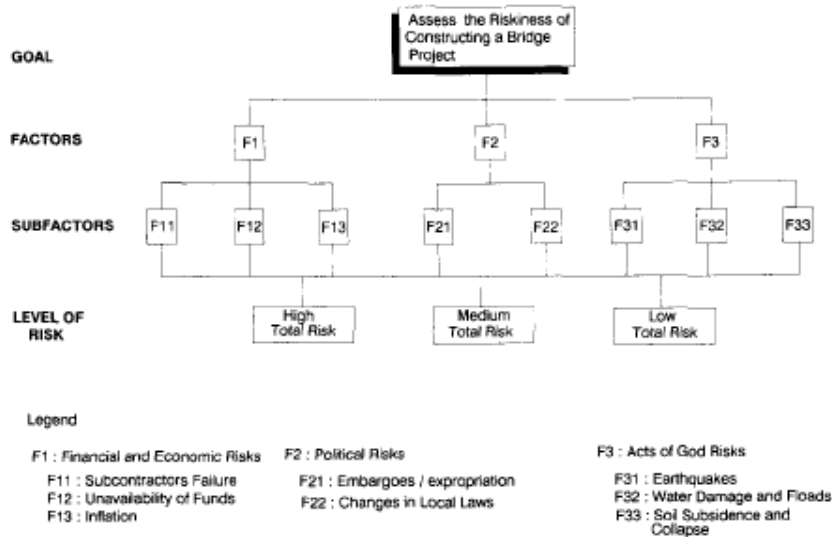 Assess the Riskiness of
Constructing a Bridge
Project
GOAL
FACTORS
F1
F2
F3
SUBFACTORS
F11
F12
F13
F21
F22
F31
F32
F33
LEVEL OF
RISK
High
Total Risk
Medium
Total Risk
Low
Total Risk
Legend
F1 : Financial and Economic Risks
F11 : Subcontractors Failure
F12 : Unavailability of Funds
F13 : Inflation
F2 : Political Risks
F21 : Embargoes / expropriation
F22 : Changes in Local Laws
F3 : Acts of God Risks
F31 : Earthquakes
F32 : Water Damage and Floads
F33 : Soil Subsidence and
Collapse